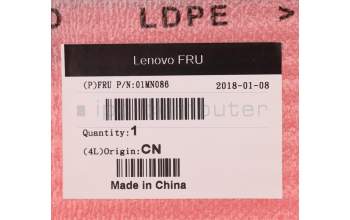 LDPE >
Lenovo FRU
(P)FRU P/N:01MN086 2018-01-08
Quantity:1
(4L)Origin:CN
Made in China